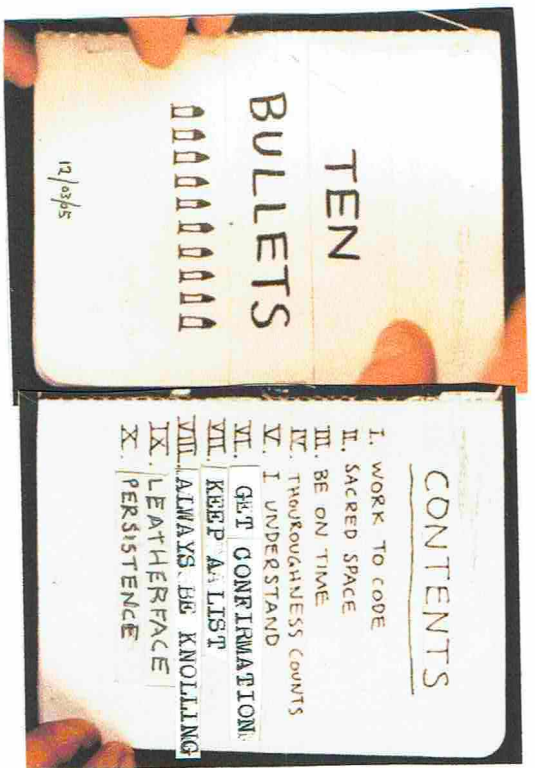 TEN
BULLETS
12/03/05
CONTENTS
I. WORK TO CODE
II. SACRED SPACE
III. BE ON TIME
IV. THOUROUGHNESS COUNTS
V. I UNDERSTAND
VI. GET CONFIRMATION
VII. KEEP A LIST
VIII. ALWAYS BE KNOLLING
IX. LEATHERFACE
X. PERSISTENCE